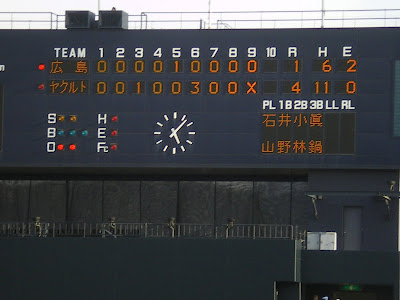 TEAM 1 2 3 4 5 6 7 8 9 10 R H E
広島 0 0 0 0 1 0 0 0 0 1 6 2
ヤクルト 0 0 1 0 0 3 0 0 X 4 11 0
PL 1B 2B 3B LL RL
S H
B E
O Fc
石井小眞
山野林鍋